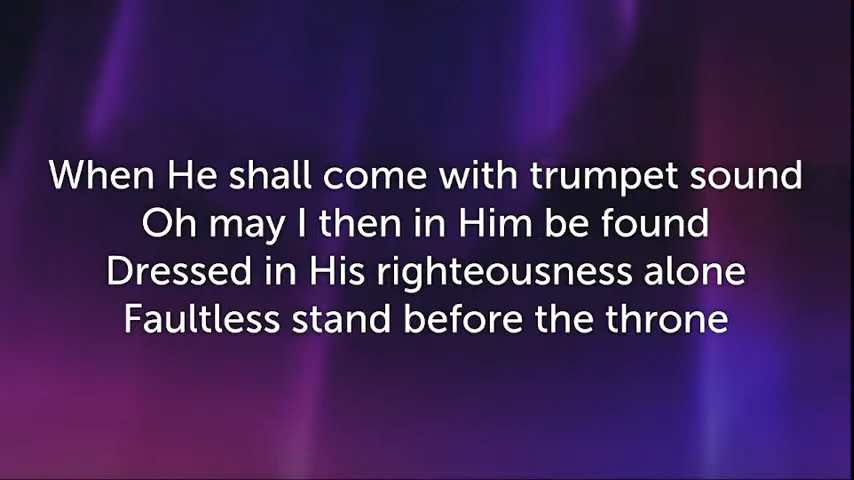 When He shall come with trumpet sound
Oh may I then in Him be found
Dressed in His righteousness alone
Faultless stand before the throne